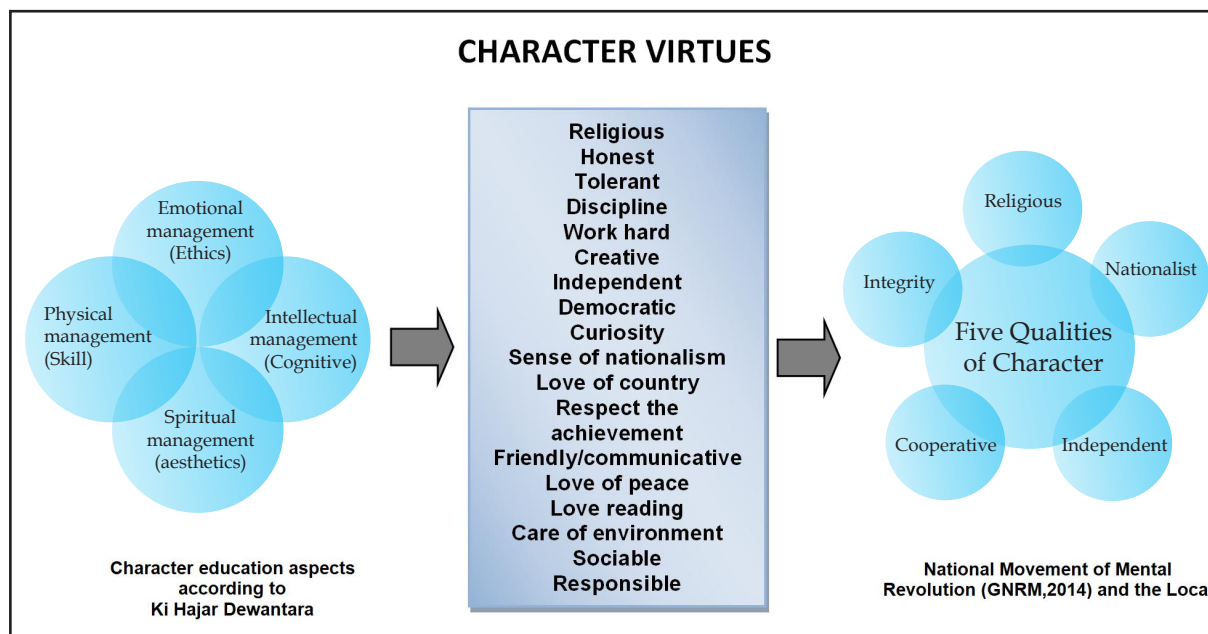 CHARACTER VIRTUES
Emotional
management
(Ethics)
Physical
management
(Skill)
Intellectual
management
(Cognitive)
Spiritual
management
(aesthetics)
Character education aspects
according to
Ki Hajar Dewantara
Religious
Honest
Tolerant
Discipline
Work hard
Creative
Independent
Democratic
Curiosity
Sense of nationalism
Love of country
Respect the
achievement
Friendly/communicative
Love of peace
Love reading
Care of environment
Sociable
Responsible
Religious
Nationalist
Integrity
Five Qualities
of Character
Cooperative
Independent
National Movement of Mental
Revolution (GNRM,2014) and the Loca